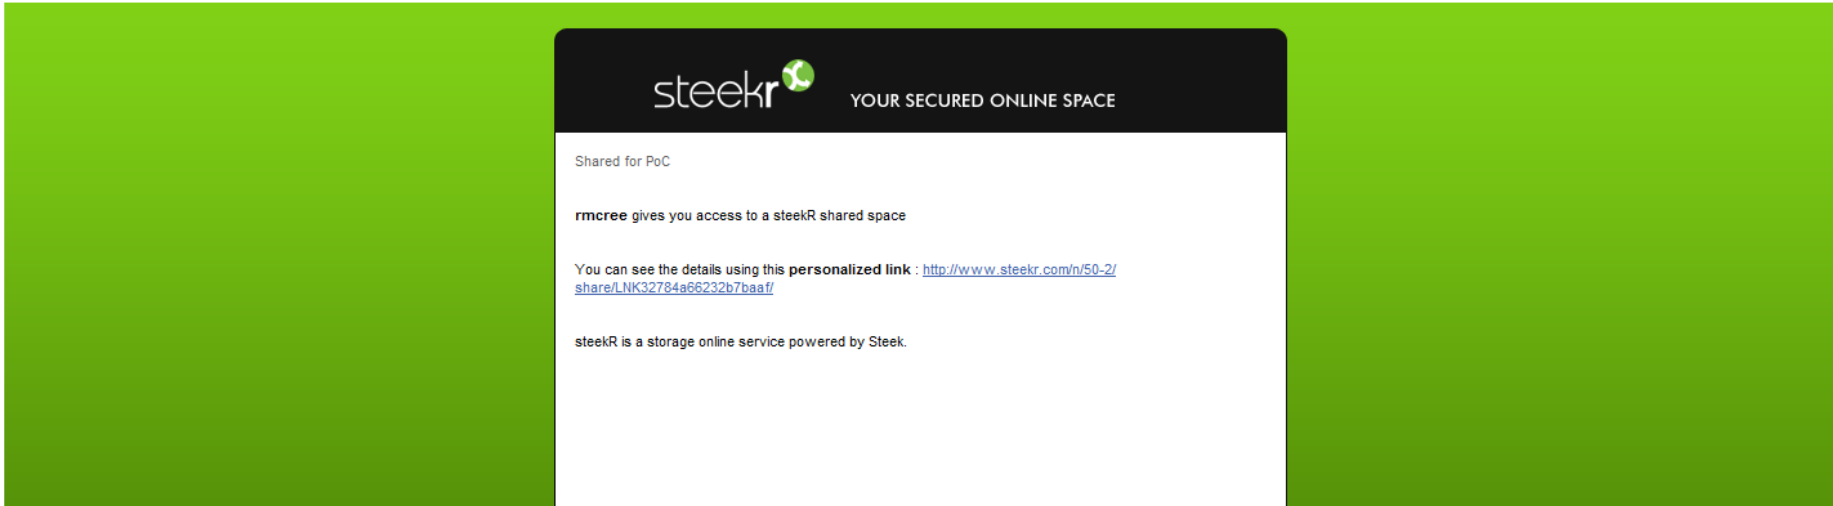 steekr
YOUR SECURED ONLINE SPACE
Shared for PoC
rmcree gives you access to a steekR shared space
You can see the details using this personalized link : http://www.steekr.com/n/50-2/
share/LNK32784a66232b7baaf/
steekR is a storage online service powered by Steek.